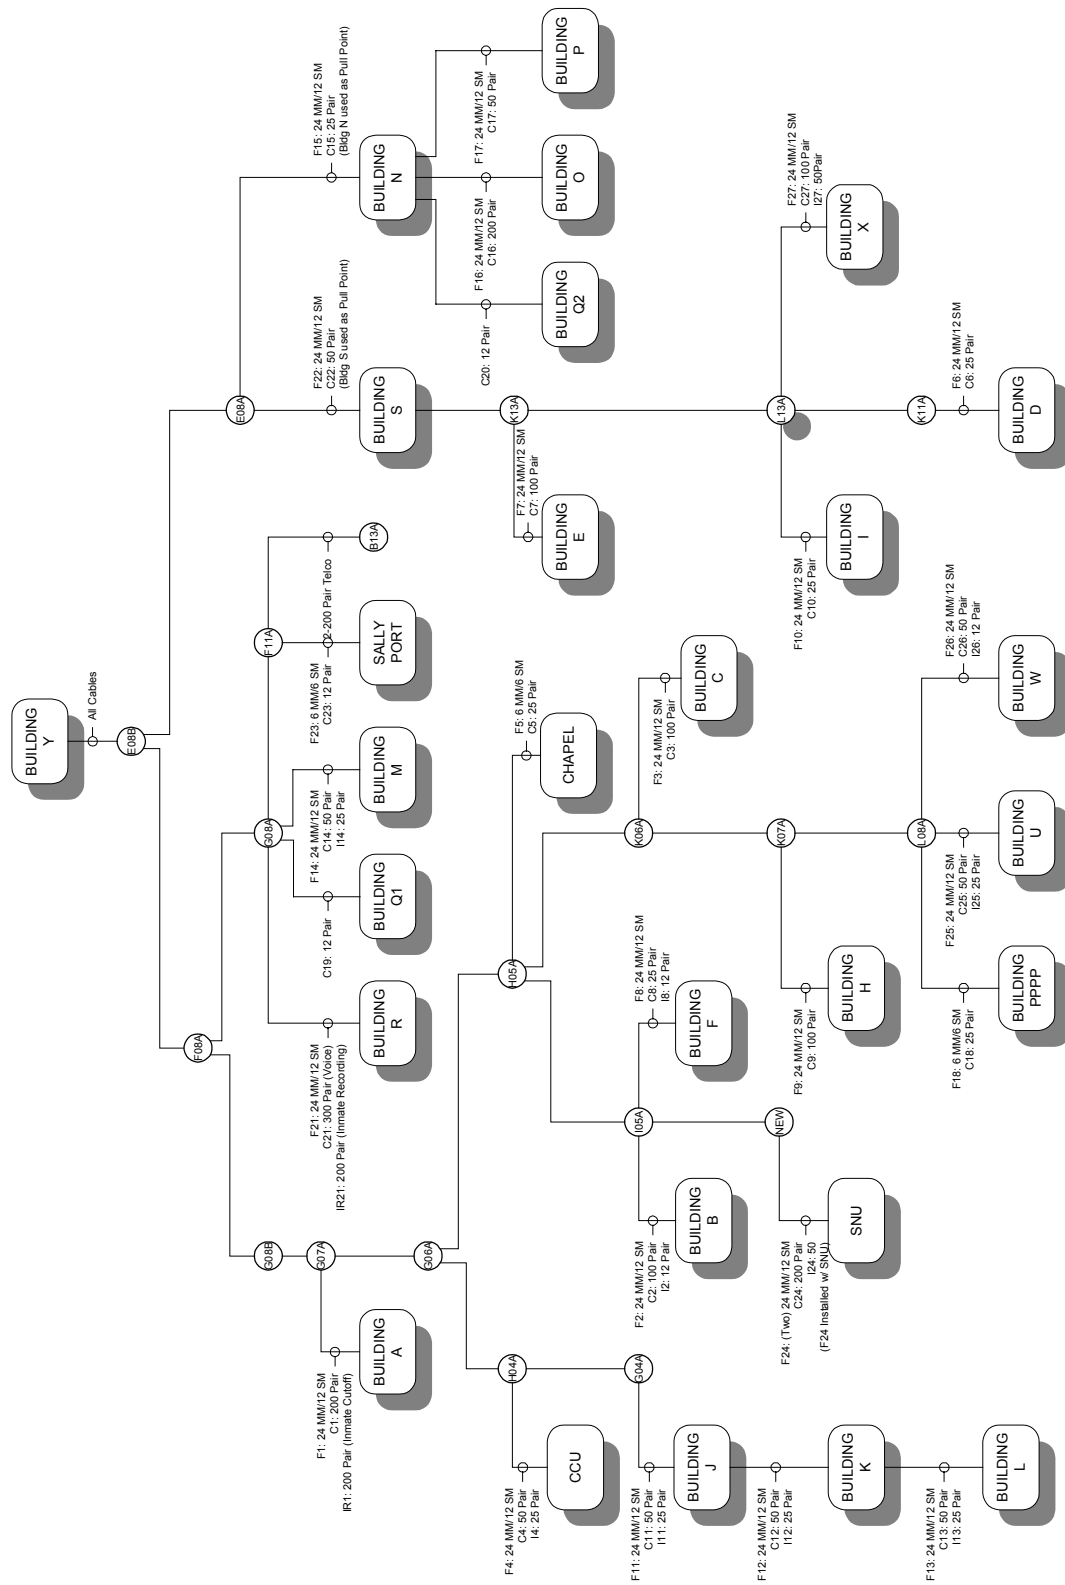 BUILDING
Y
All Cables
E08B
F08A
E08A
G08B
G07A
G08A
F11A
F1: 24 MM/12 SM
C1: 200 Pair
IR1: 200 Pair (Inmate Cutoff)
F21: 24 MM/12 SM
C21: 300 Pair (Voice)
IR21: 200 Pair (Inmate Recording)
C19: 12 Pair
F14: 24 MM/12 SM
C14: 50 Pair
I14: 25 Pair
F23: 6 MM/6 SM
C23: 12 Pair
2-200 Pair Telco
F22: 24 MM/12 SM
C22: 50 Pair
(Bldg S used as Pull Point)
F15: 24 MM/12 SM
C15: 25 Pair
(Bldg N used as Pull Point)
BUILDING
A
BUILDING
R
BUILDING
Q1
BUILDING
M
SALLY
PORT
B13A
BUILDING
S
BUILDING
N
G06A
C20: 12 Pair
F16: 24 MM/12 SM
C16: 200 Pair
F17: 24 MM/12 SM
C17: 50 Pair
H04A
H05A
K13A
F4: 24 MM/12 SM
C4: 50 Pair
I4: 25 Pair
F5: 6 MM/6 SM
C5: 25 Pair
F7: 24 MM/12 SM
C7: 100 Pair
CCU
CHAPEL
BUILDING
E
BUILDING
Q2
BUILDING
O
BUILDING
P
G04A
I05A
K06A
F11: 24 MM/12 SM
C11: 50 Pair
I11: 25 Pair
F2: 24 MM/12 SM
C2: 100 Pair
I2: 12 Pair
F8: 24 MM/12 SM
C8: 25 Pair
I8: 12 Pair
F3: 24 MM/12 SM
C3: 100 Pair
BUILDING
J
BUILDING
B
BUILDING
F
BUILDING
C
NEW
K07A
L13A
F12: 24 MM/12 SM
C12: 50 Pair
I12: 25 Pair
F24: (Two) 24 MM/12 SM
C24: 200 Pair
I24: 50
(F24 Installed w/ SNU)
F9: 24 MM/12 SM
C9: 100 Pair
F10: 24 MM/12 SM
C10: 25 Pair
F27: 24 MM/12 SM
C27: 100 Pair
I27: 50Pair
BUILDING
K
SNU
BUILDING
H
BUILDING
I
BUILDING
X
L08A
K11A
F13: 24 MM/12 SM
C13: 50 Pair
I13: 25 Pair
F18: 6 MM/6 SM
C18: 25 Pair
F25: 24 MM/12 SM
C25: 50 Pair
I25: 25 Pair
F26: 24 MM/12 SM
C26: 50 Pair
I26: 12 Pair
F6: 24 MM/12 SM
C6: 25 Pair
BUILDING
L
BUILDING
PPPP
BUILDING
U
BUILDING
W
BUILDING
D